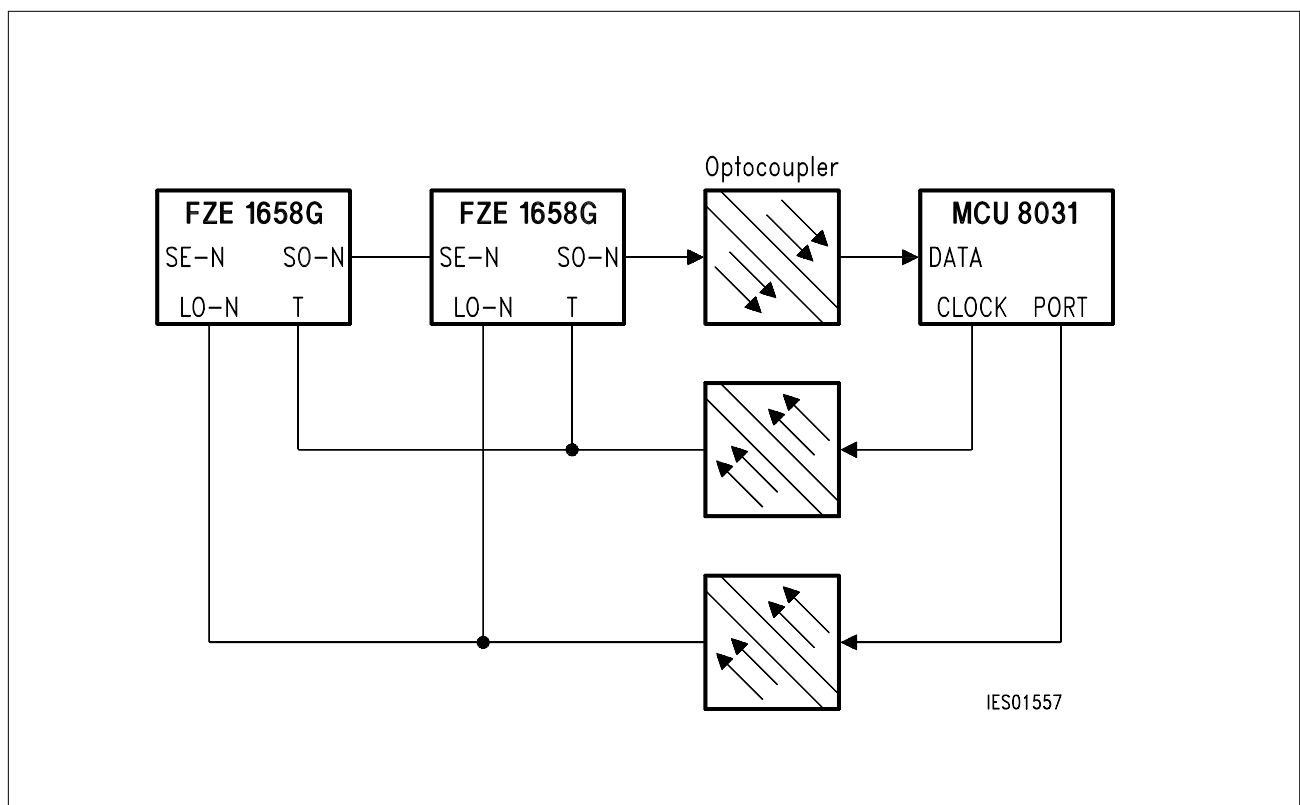 Optocoupler
FZE 1658G
SE-N SO-N
LO-N T
FZE 1658G
SE-N SO-N
LO-N T
MCU 8031
DATA
CLOCK PORT
IES01557